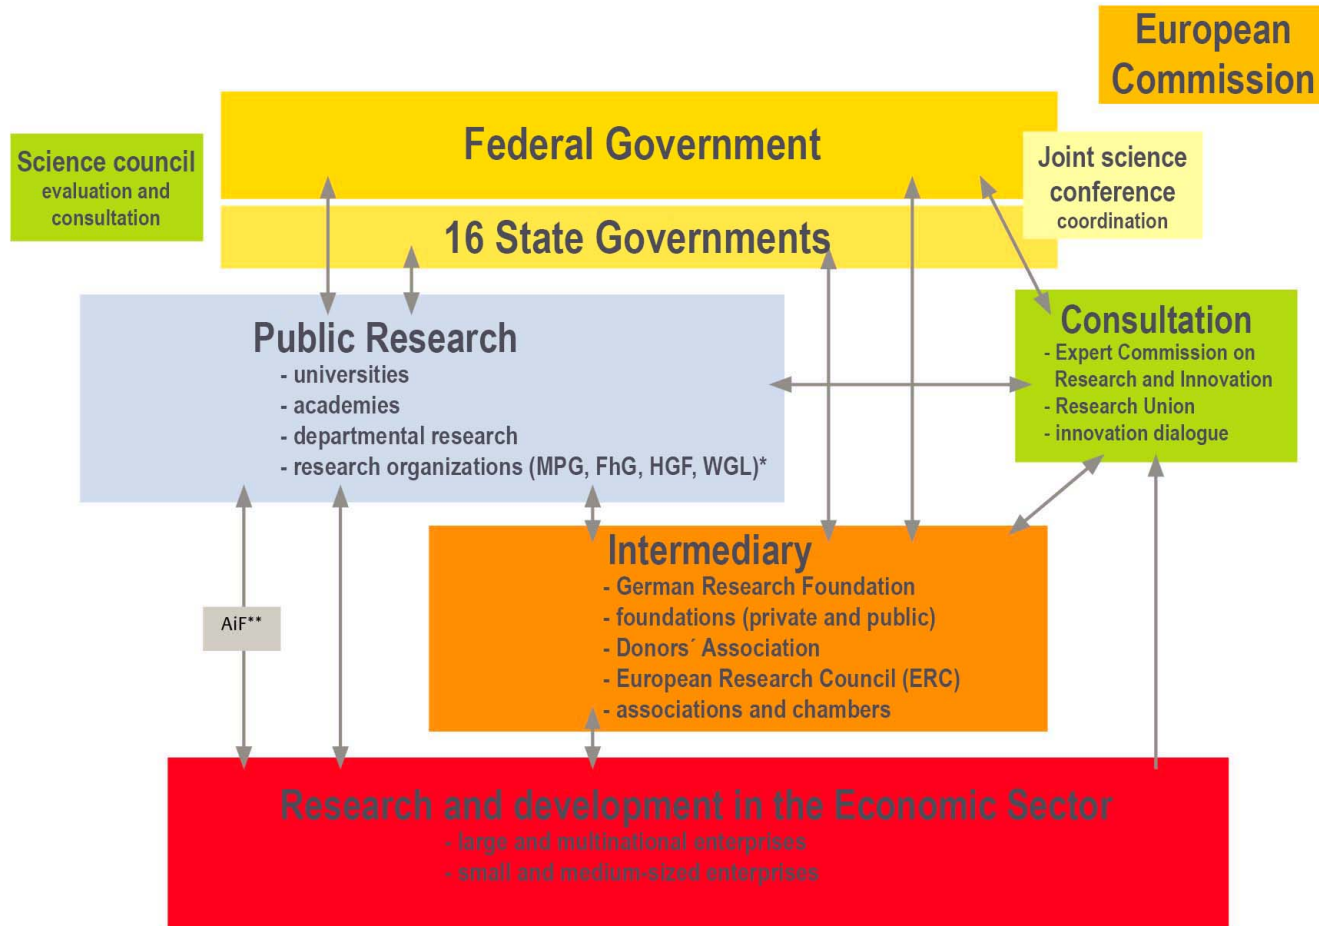 European
Commission
Federal Government
Science council
evaluation and
consultation
Joint science
conference
coordination
16 State Governments
Public Research
- universities
- academies
- departmental research
- research organizations (MPG, FhG, HGF, WGL)*
Consultation
- Expert Commission on
Research and Innovation
- Research Union
- innovation dialogue
Intermediary
- German Research Foundation
- foundations (private and public)
- Donors´ Association
- European Research Council (ERC)
- associations and chambers
AiF**
Research and development in the Economic Sector
- large and multinational enterprises
- small and medium-sized enterprises